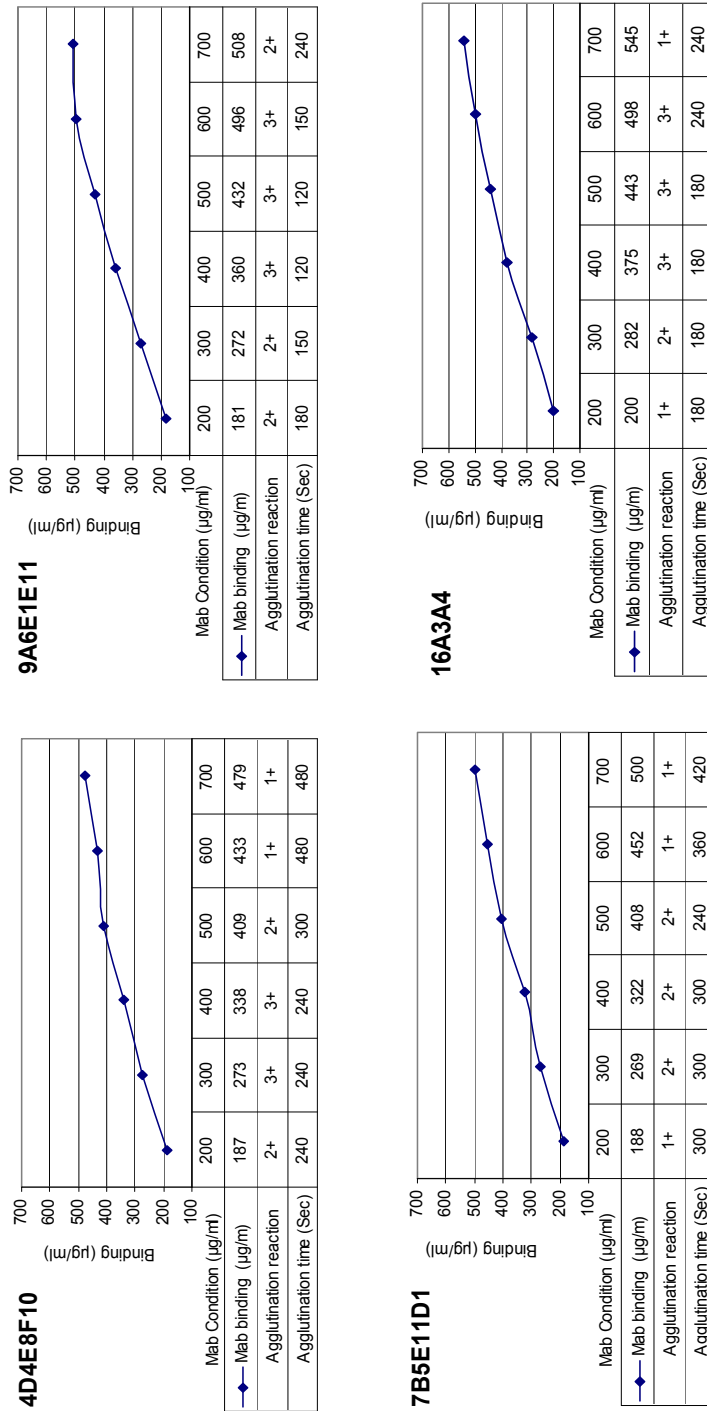 4D4E8F10
Binding (µg/ml)
700
600
500
400
300
200
100
Mab Condition (µg/ml) 200 300 400 500 600 700
Mab binding (µg/m) 187 273 338 409 433 479
Agglutination reaction 2+ 3+ 3+ 2+ 1+ 1+
Agglutination time (Sec) 240 240 240 300 480 480
9A6E1E11
Binding (µg/ml)
700
600
500
400
300
200
100
Mab Condition (µg/ml) 200 300 400 500 600 700
Mab binding (µg/m) 181 272 360 432 496 508
Agglutination reaction 2+ 2+ 3+ 3+ 3+ 2+
Agglutination time (Sec) 180 150 120 120 150 240
7B5E11D1
Binding (µg/ml)
700
600
500
400
300
200
100
Mab Condition (µg/ml) 200 300 400 500 600 700
Mab binding (µg/m) 188 269 322 408 452 500
Agglutination reaction 1+ 2+ 2+ 2+ 1+ 1+
Agglutination time (Sec) 300 300 300 240 360 420
16A3A4
Binding (µg/ml)
700
600
500
400
300
200
100
Mab Condition (µg/ml) 200 300 400 500 600 700
Mab binding (µg/m) 200 282 375 443 498 545
Agglutination reaction 1+ 2+ 3+ 3+ 3+ 1+
Agglutination time (Sec) 180 180 180 180 240 240